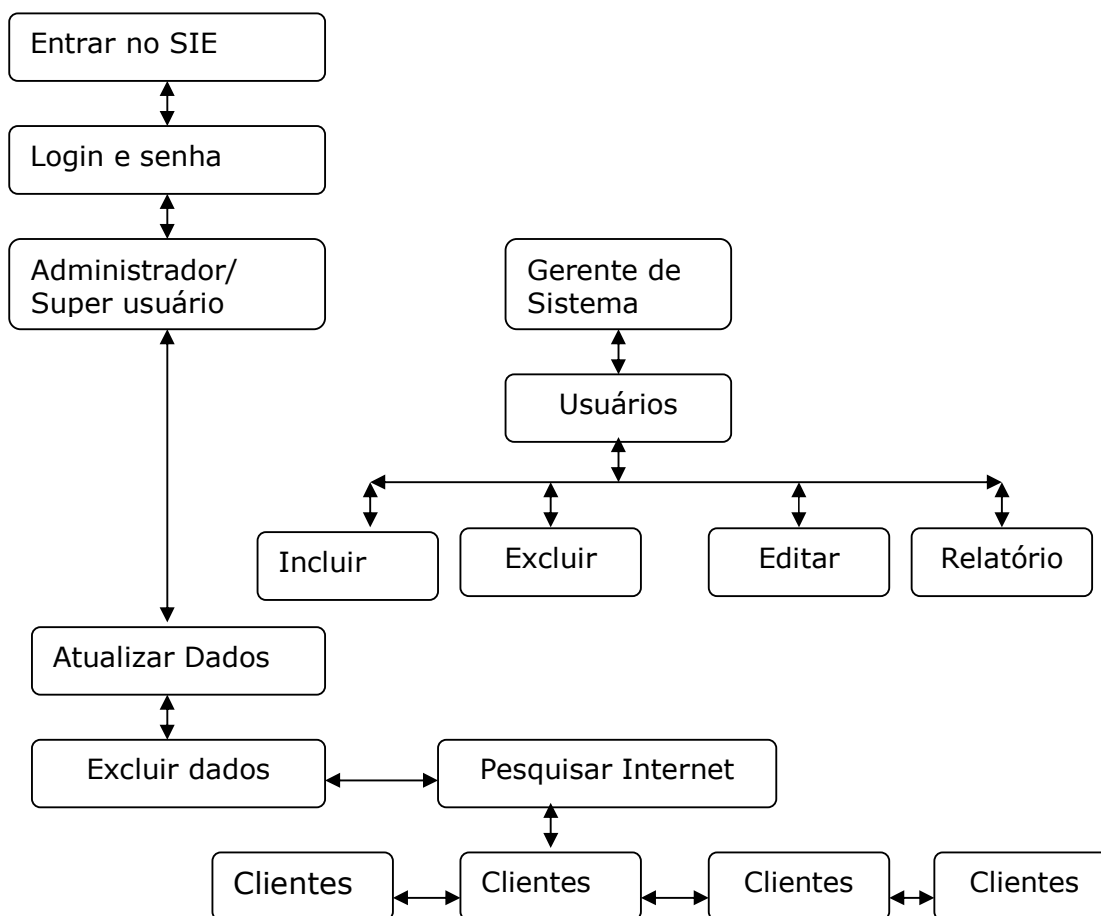 Entrar no SIE
Login e senha
Administrador/
Super usuário
Gerente de
Sistema
Usuários
Incluir
Excluir
Editar
Relatório
Atualizar Dados
Excluir dados
Pesquisar Internet
Clientes
Clientes
Clientes
Clientes